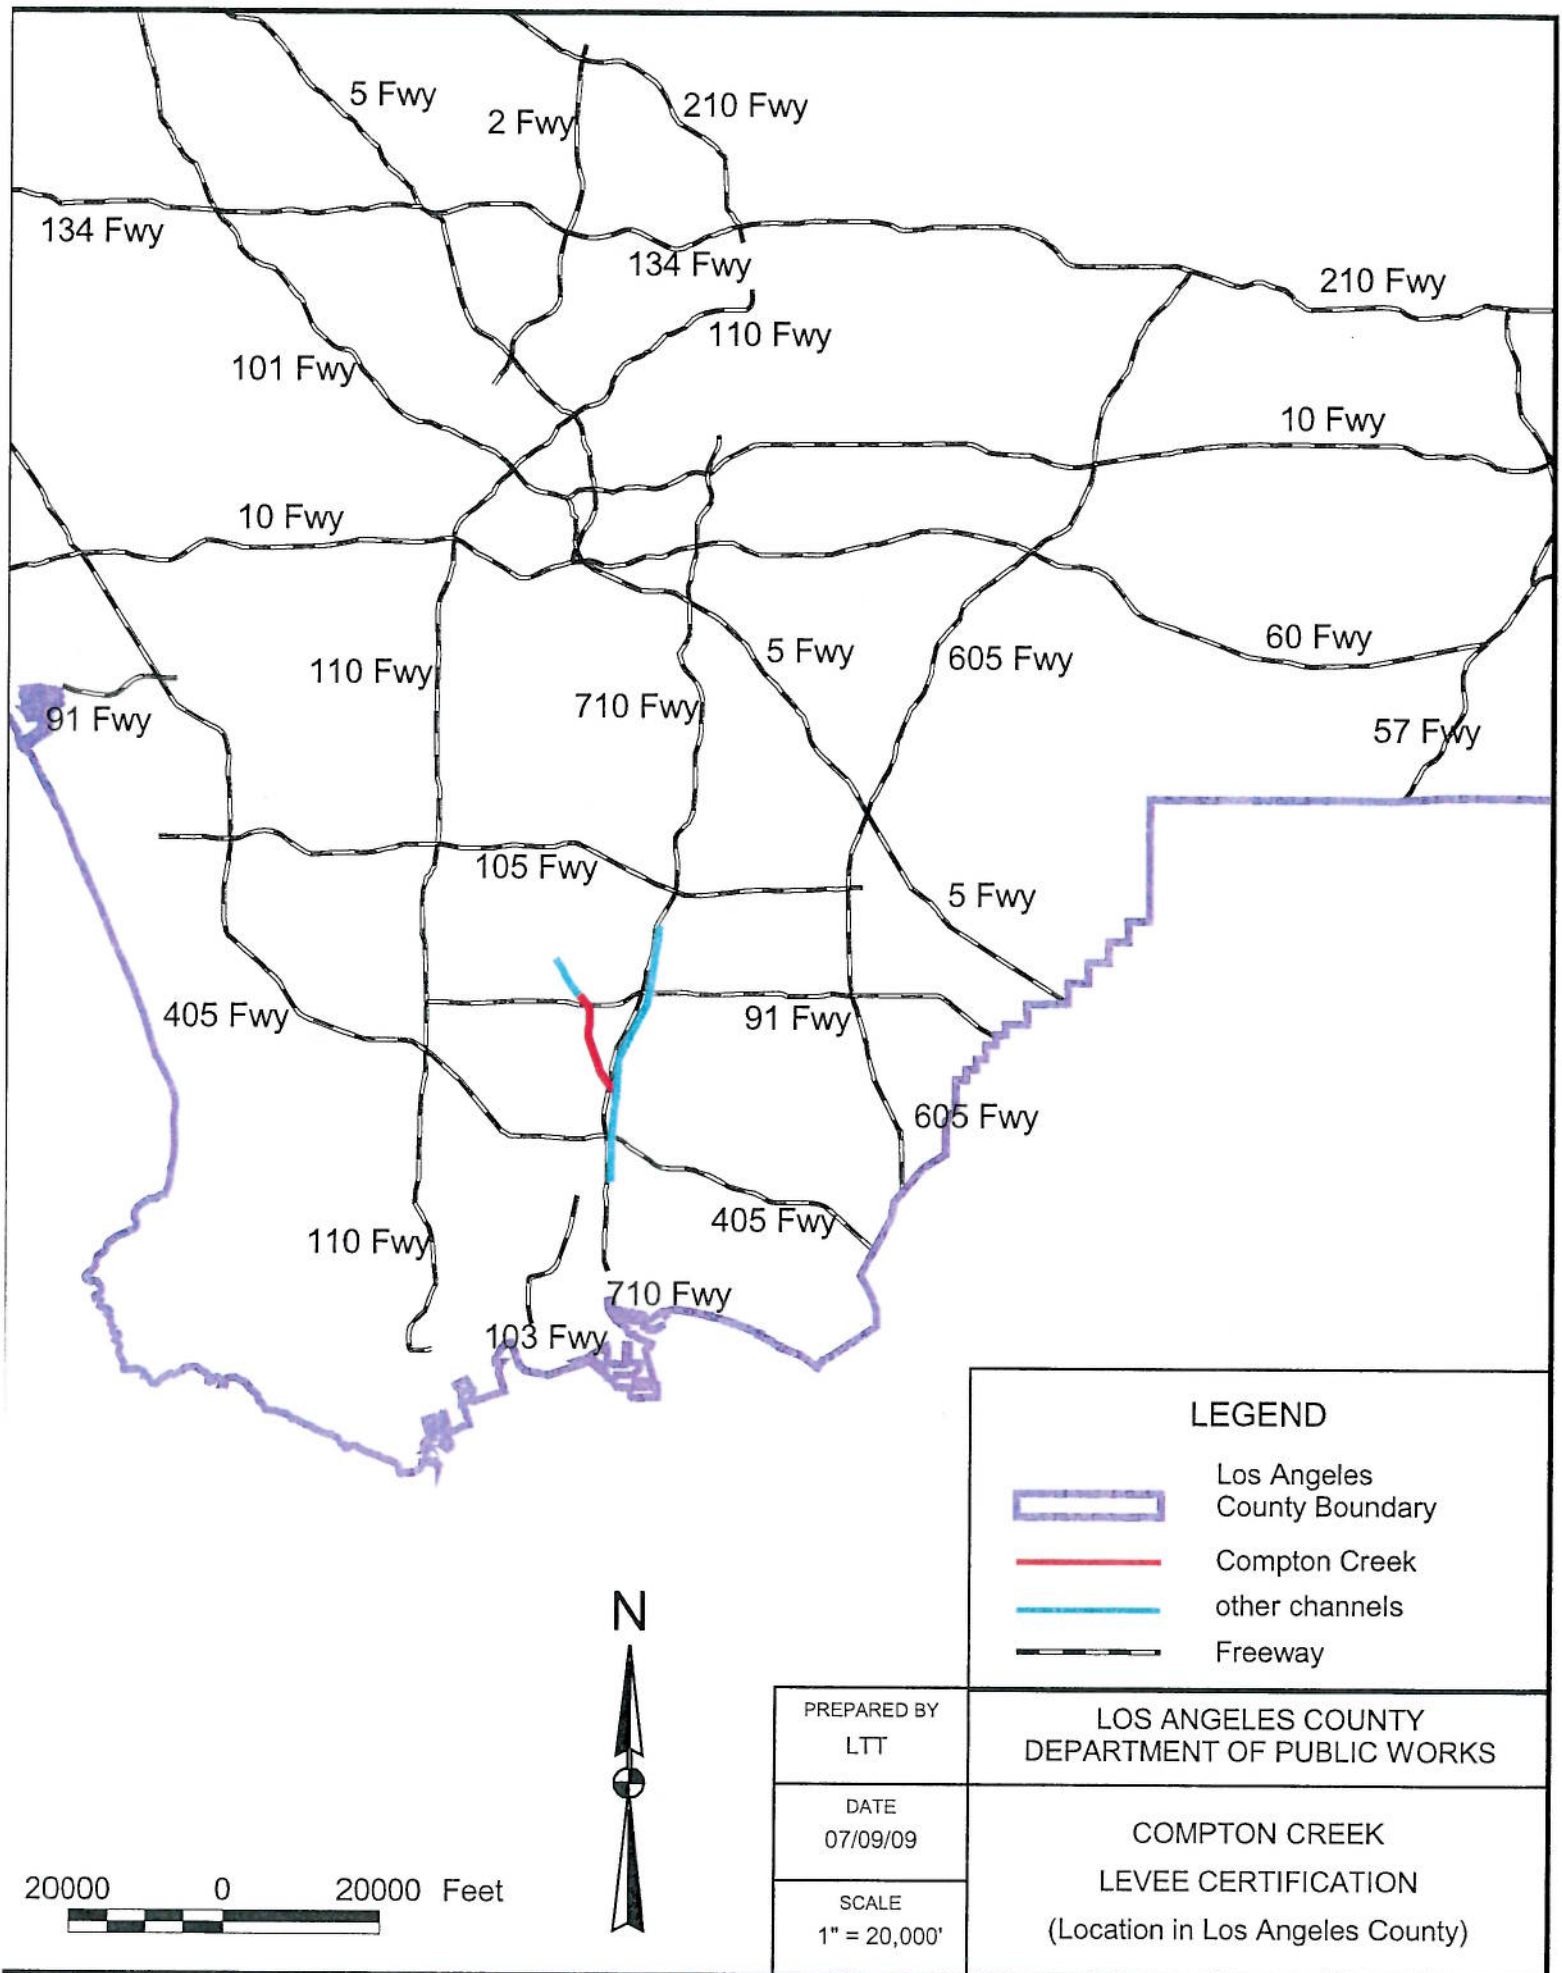 5 Fwy
2 Fwy
210 Fwy
134 Fwy
134 Fwy
210 Fwy
110 Fwy
101 Fwy
10 Fwy
10 Fwy
60 Fwy
5 Fwy
605 Fwy
110 Fwy
710 Fwy
91 Fwy
57 Fwy
105 Fwy
5 Fwy
405 Fwy
91 Fwy
605 Fwy
405 Fwy
110 Fwy
710 Fwy
103 Fwy
LEGEND
Los Angeles
County Boundary
Compton Creek
other channels
Freeway
N
PREPARED BY
LTT
LOS ANGELES COUNTY
DEPARTMENT OF PUBLIC WORKS
DATE
07/09/09
COMPTON CREEK
LEVEE CERTIFICATION
(Location in Los Angeles County)
SCALE
1" = 20,000'
20000 0 20000 Feet